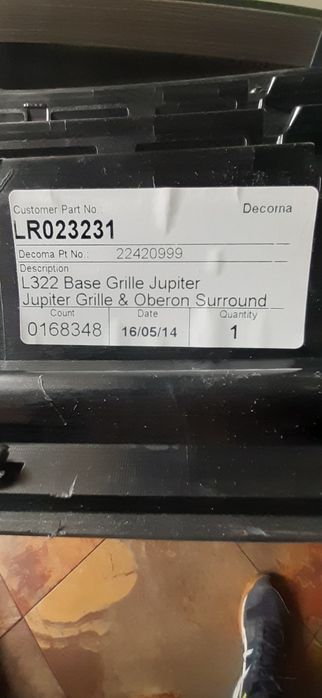 Customer Part No.: Decoma
LR023231
Decoma Pt No.: 22420999
Description:
L322 Base Grille Jupiter
Jupiter Grille & Oberon Surround
Count Date Quantity
0168348 16/05/14 1